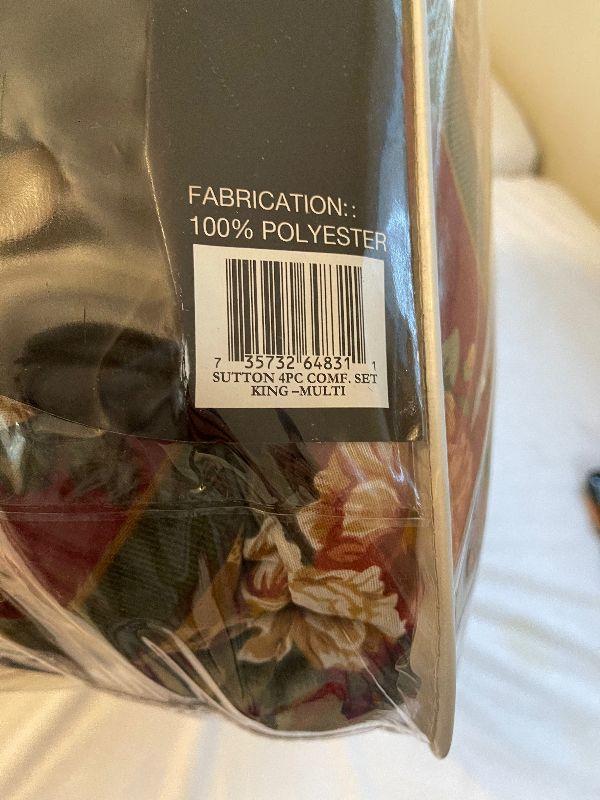 FABRICATION::
100% POLYESTER
7 35732 64831 1
SUTTON 4PC COMF. SET
KING –MULTI